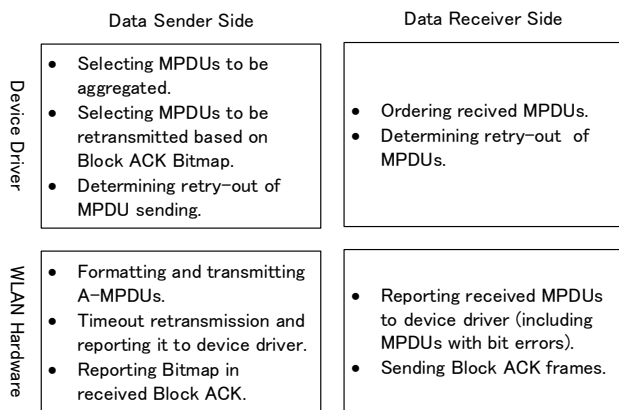 Data Sender Side
Data Receiver Side
Device Driver
• Selecting MPDUs to be
aggregated.
• Selecting MPDUs to be
retransmitted based on
Block ACK Bitmap.
• Determining retry-out of
MPDU sending.
• Ordering recived MPDUs.
• Determining retry-out of
MPDUs.
WLAN Hardware
• Formatting and transmitting
A-MPDUs.
• Timeout retransmission and
reporting it to device driver.
• Reporting Bitmap in
received Block ACK.
• Reporting received MPDUs
to device driver (including
MPDUs with bit errors).
• Sending Block ACK frames.